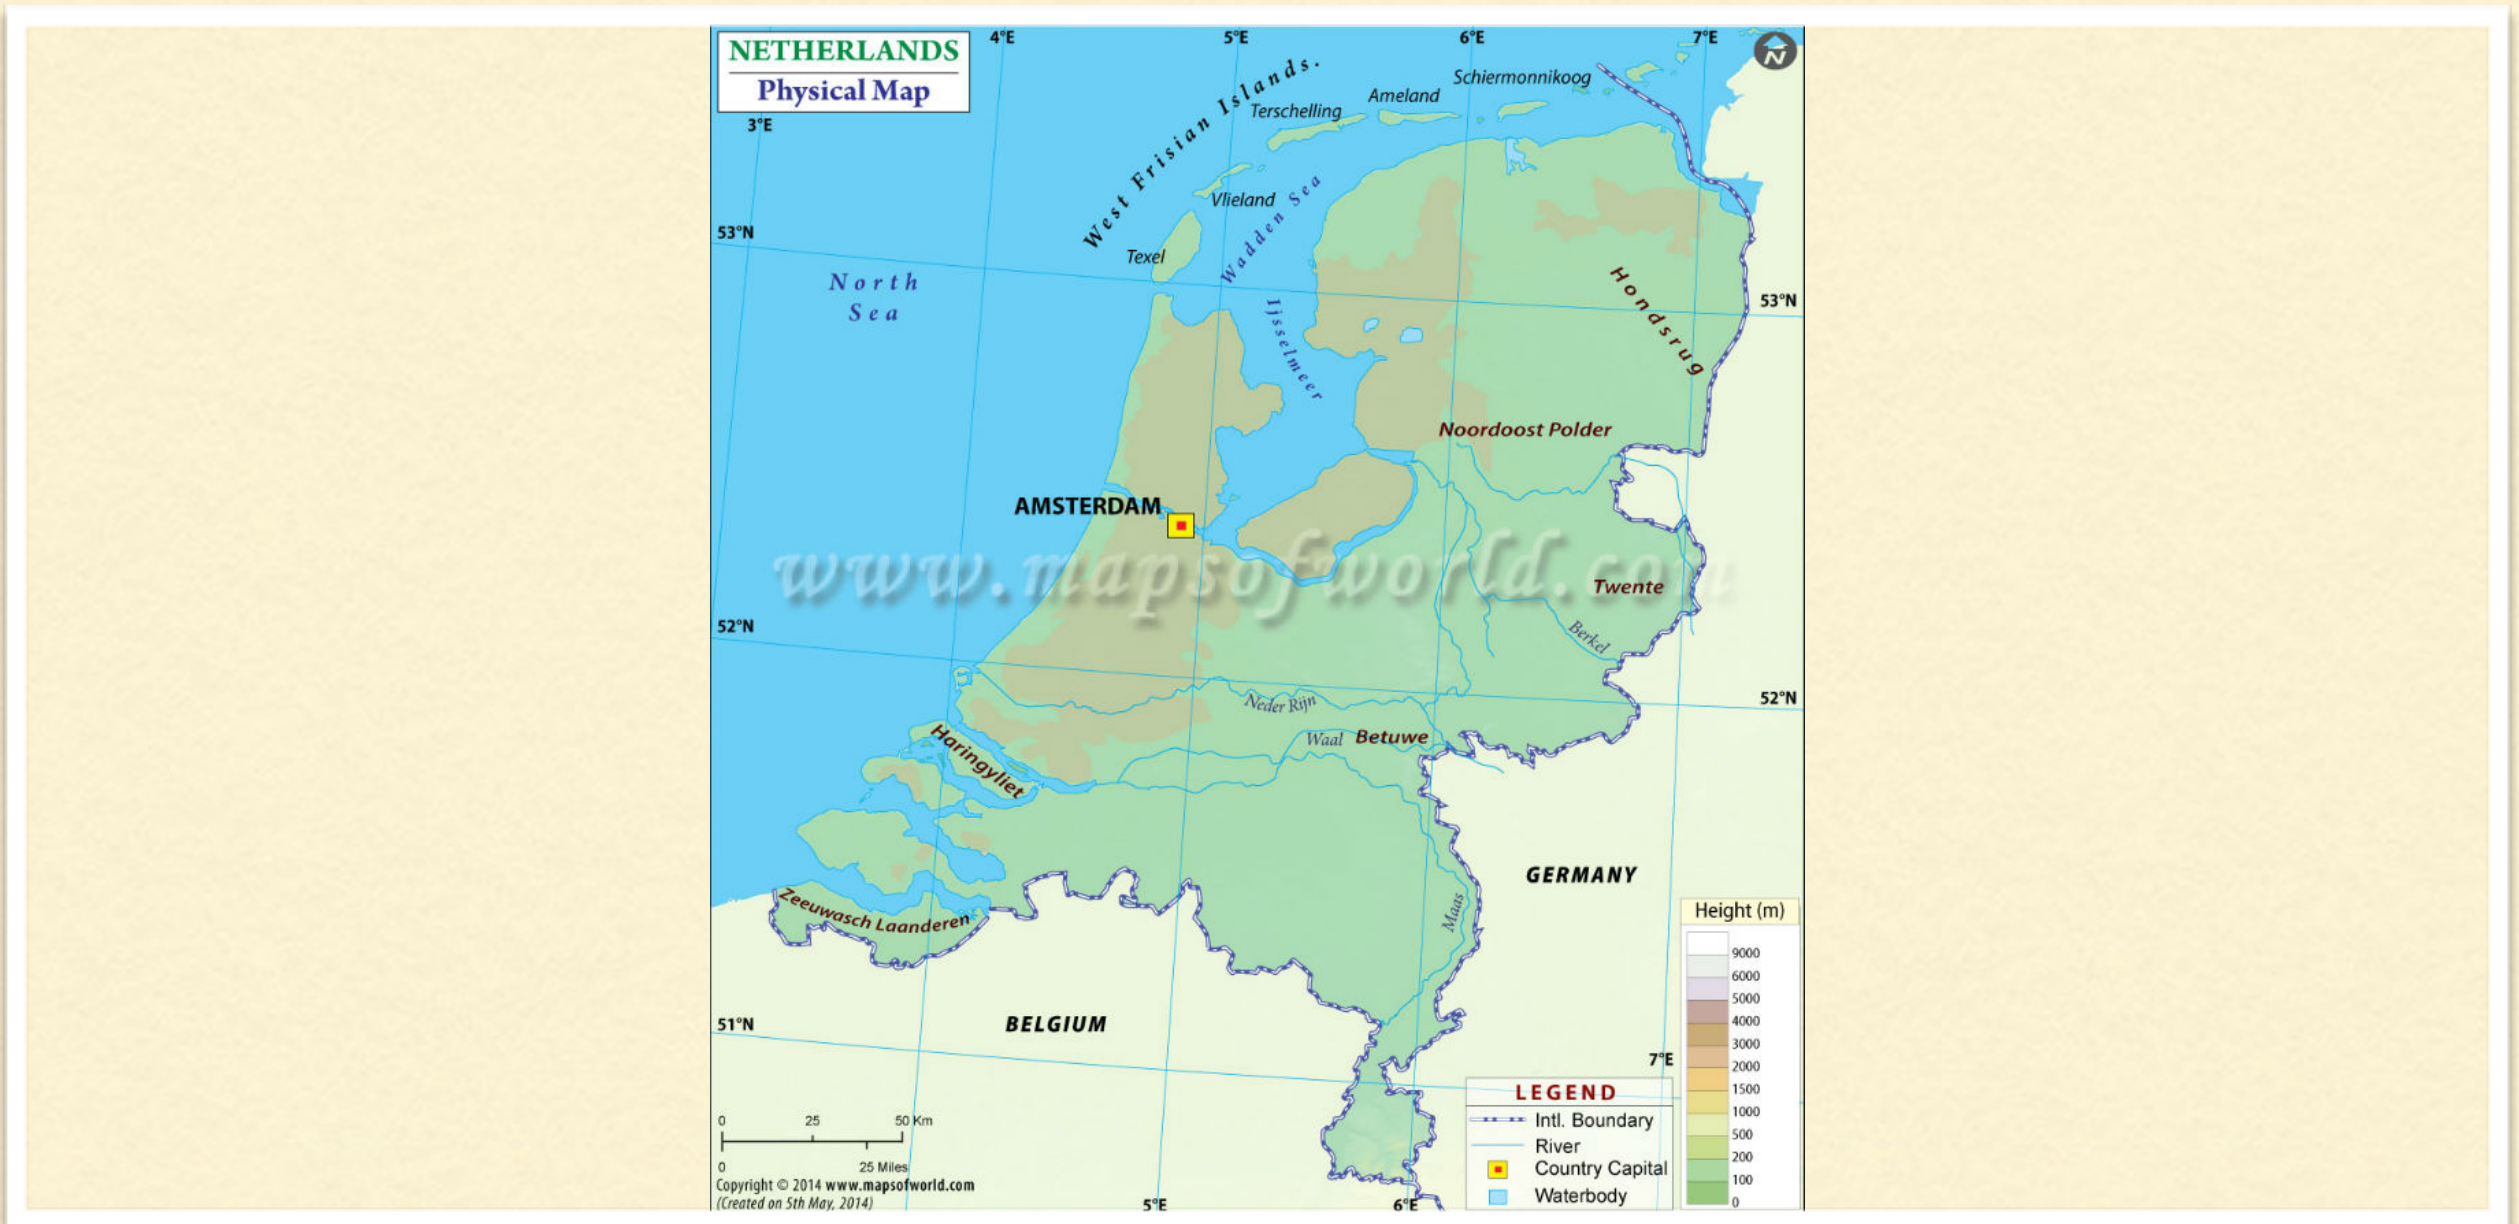 NETHERLANDS
Physical Map
4°E
5°E
6°E
7°E
N
3°E
West Frisian Islands.
Schiermonnikoog
Ameland
Terschelling
Vlieland
Texel
Wadden Sea
53°N
North
Sea
Ijsselmeer
Hondsrug
53°N
Noordoost Polder
AMSTERDAM
www.mapsofworld.com
Twente
52°N
Berkel
52°N
Neder Rijn
Waal
Betuwe
Haringyliet
GERMANY
Maas
Zeeuwasch Laanderen
BELGIUM
51°N
7°E
Height (m)
9000
6000
5000
4000
3000
2000
1500
1000
500
200
100
0
LEGEND
Intl. Boundary
River
Country Capital
Waterbody
0 25 50 Km
0 25 Miles
Copyright © 2014 www.mapsofworld.com
(Created on 5th May, 2014)
5°E
6°E